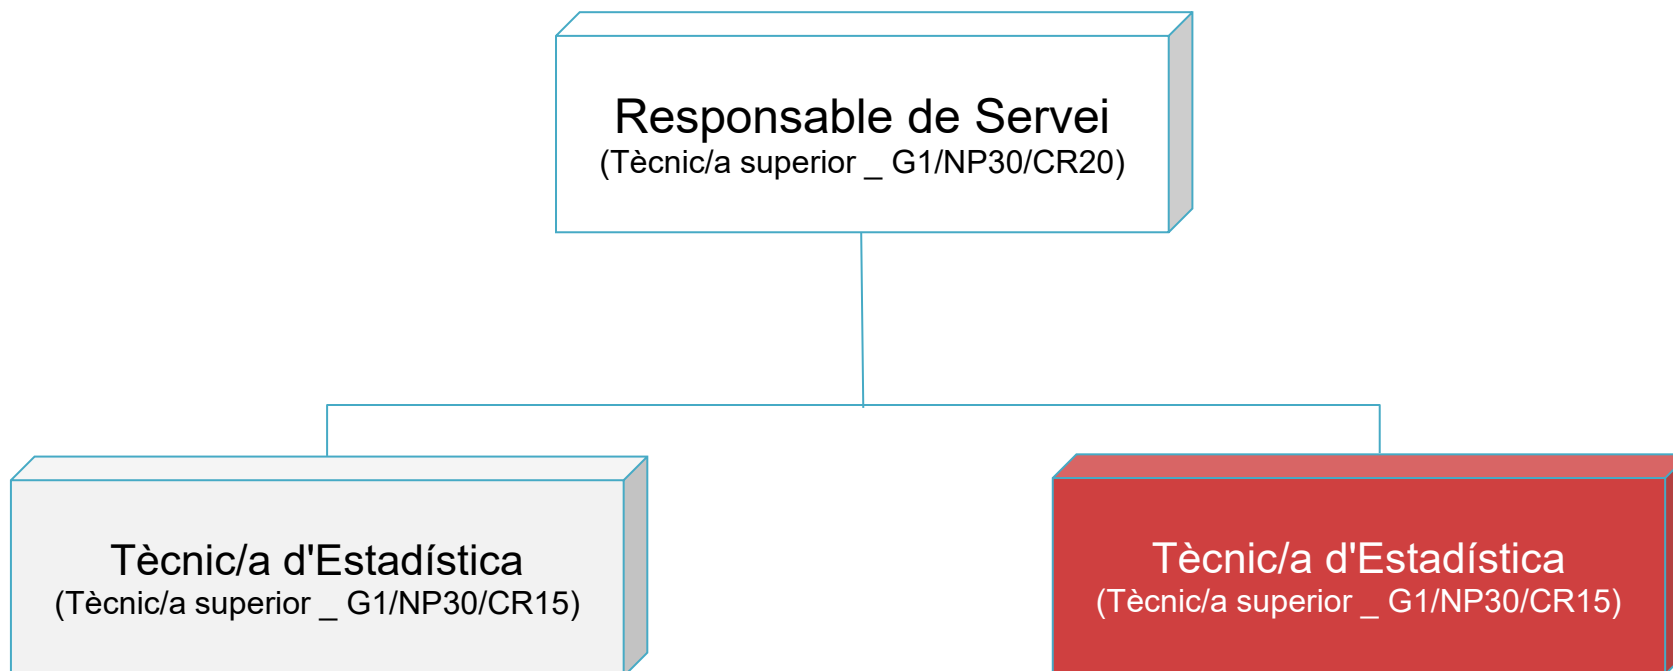 Responsable de Servei
(Tècnic/a superior _ G1/NP30/CR20)
Tècnic/a d'Estadística
(Tècnic/a superior _ G1/NP30/CR15)
Tècnic/a d'Estadística
(Tècnic/a superior _ G1/NP30/CR15)